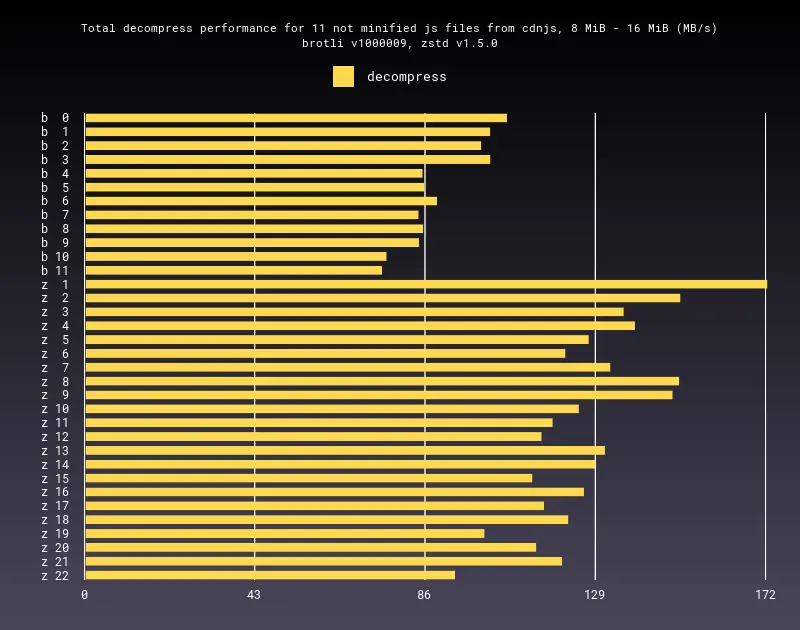 Total decompress performance for 11 not minified js files from cdnjs, 8 MiB - 16 MiB (MB/s)
brotli v1000009, zstd v1.5.0
decompress
b 0
b 1
b 2
b 3
b 4
b 5
b 6
b 7
b 8
b 9
b 10
b 11
z 1
z 2
z 3
z 4
z 5
z 6
z 7
z 8
z 9
z 10
z 11
z 12
z 13
z 14
z 15
z 16
z 17
z 18
z 19
z 20
z 21
z 22
0 43 86 129 172